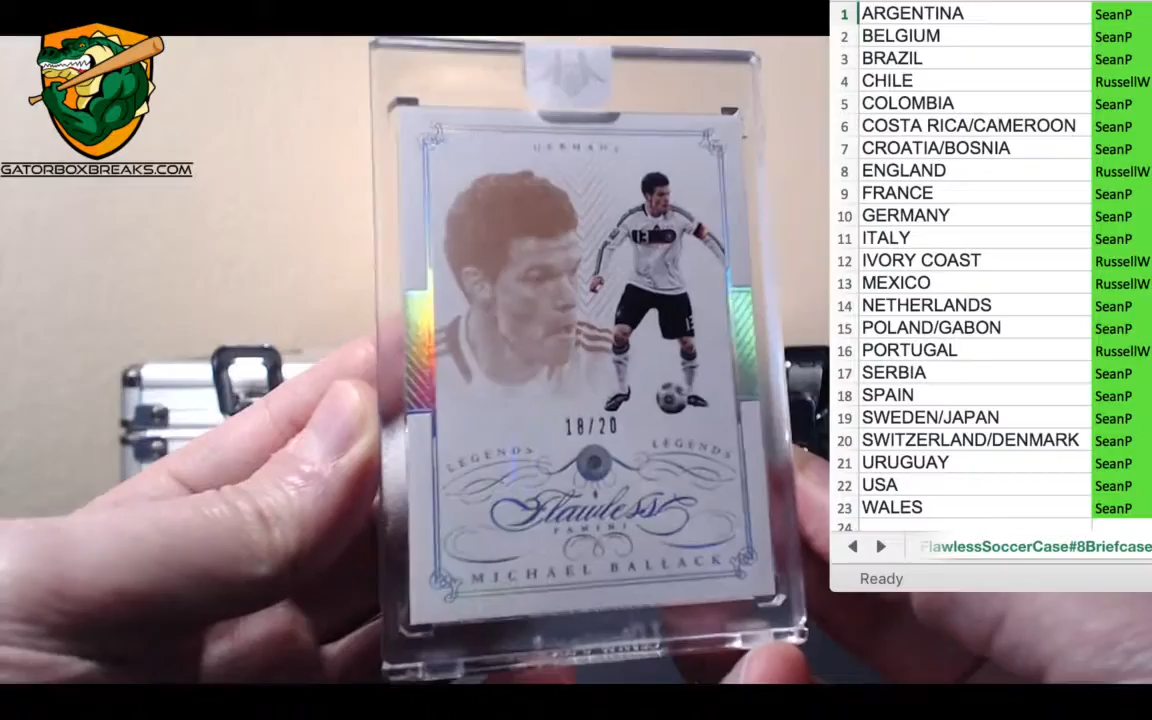 GATORBOXBREAKS.COM
GERMANY
13
13
18/20
LEGENDS
LEGENDS
Flawless
PANINI
MICHAEL BALLACK
1 ARGENTINA SeanP
2 BELGIUM SeanP
3 BRAZIL SeanP
4 CHILE RussellW
5 COLOMBIA SeanP
6 COSTA RICA/CAMEROON SeanP
7 CROATIA/BOSNIA SeanP
8 ENGLAND RussellW
9 FRANCE SeanP
10 GERMANY SeanP
11 ITALY SeanP
12 IVORY COAST RussellW
13 MEXICO RussellW
14 NETHERLANDS SeanP
15 POLAND/GABON SeanP
16 PORTUGAL RussellW
17 SERBIA SeanP
18 SPAIN SeanP
19 SWEDEN/JAPAN SeanP
20 SWITZERLAND/DENMARK SeanP
21 URUGUAY SeanP
22 USA SeanP
23 WALES SeanP
24
FlawlessSoccerCase#8Briefcase
Ready